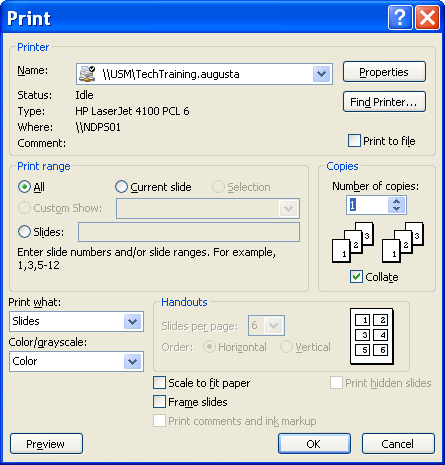 Print
Printer
Name: \\USM\TechTraining.augusta Properties
Status: Idle
Type: HP LaserJet 4100 PCL 6 Find Printer...
Where: \\NDPS01
Comment: Print to file
Print range Copies
All Current slide Selection Number of copies:
Custom Show: 1
Slides: 1 1 2 2 3 3
Enter slide numbers and/or slide ranges. For example,
1,3,5-12 Collate
Print what: Handouts
Slides Slides per page: 6 1 2
Color/grayscale: Order: Horizontal Vertical 3 4
Color 5 6
Scale to fit paper Print hidden slides
Frame slides
Print comments and ink markup
Preview OK Cancel